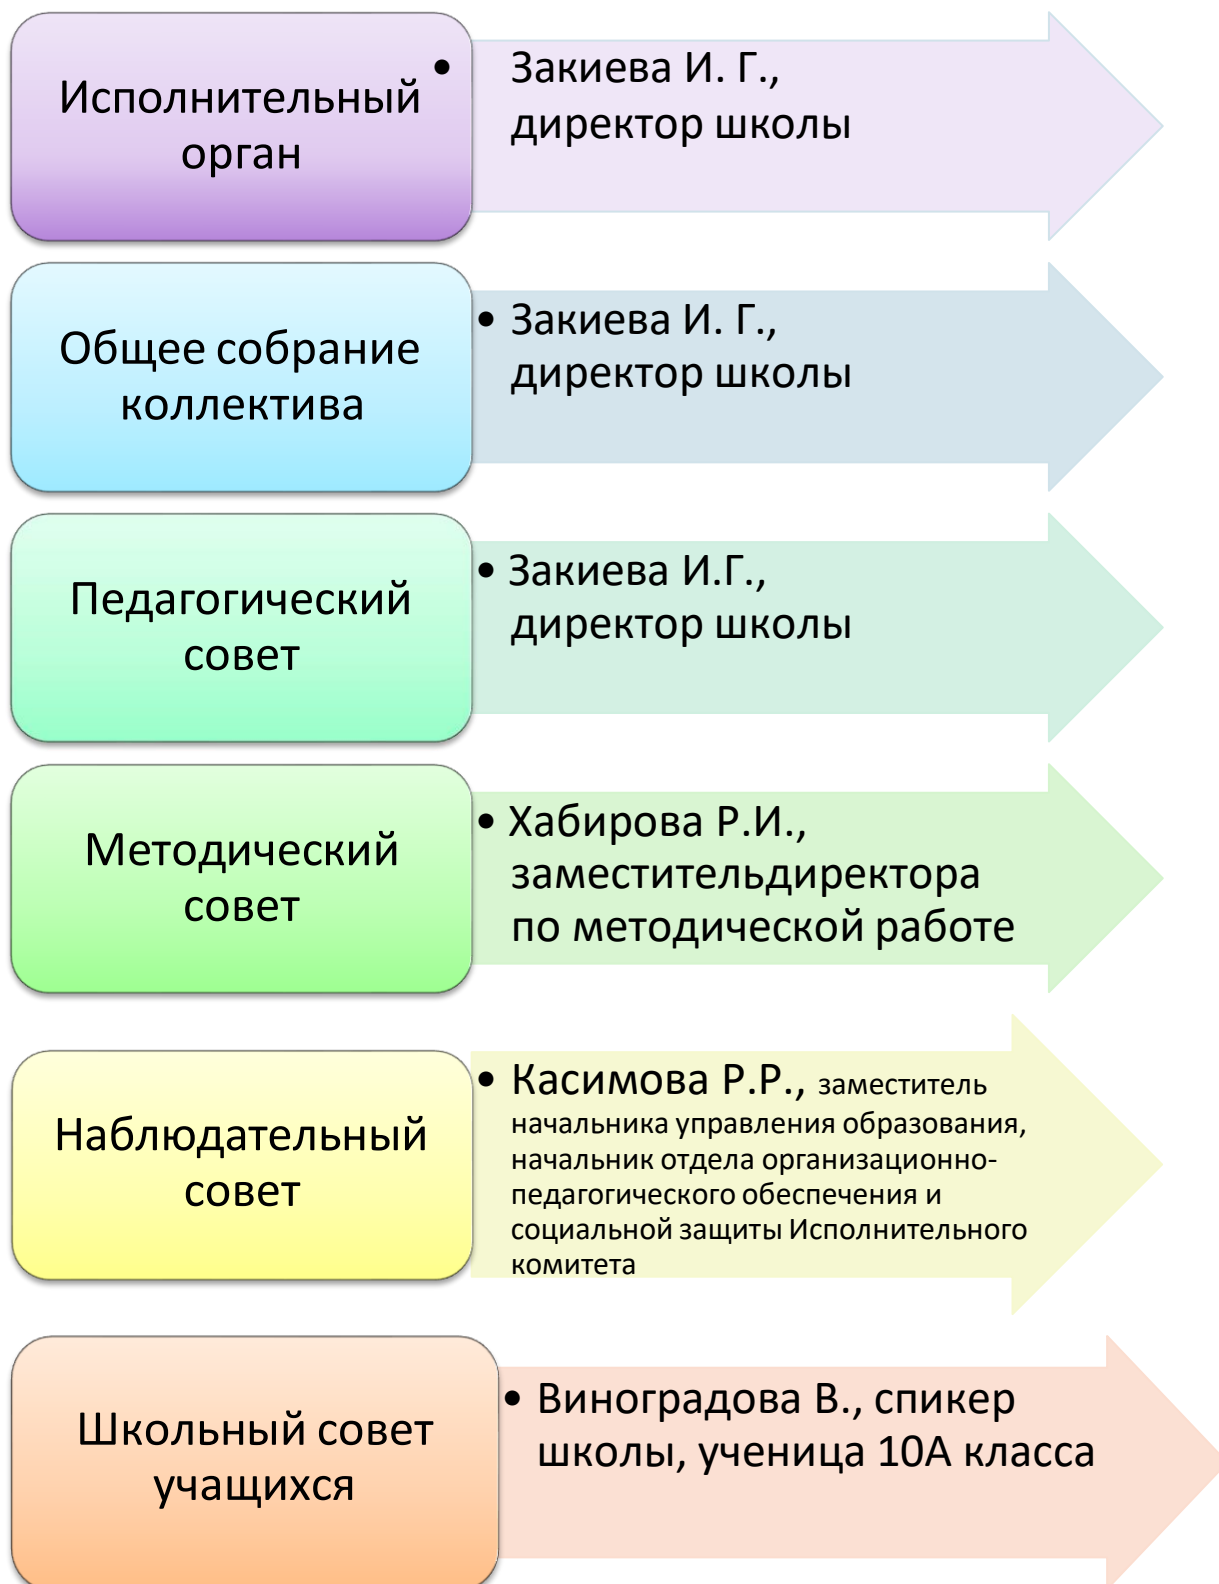 Исполнительный
орган
• Закиева И. Г.,
директор школы
Общее собрание
коллектива
• Закиева И. Г.,
директор школы
Педагогический
совет
• Закиева И.Г.,
директор школы
Методический
совет
• Хабирова Р.И.,
заместительдиректора
по методической работе
Наблюдательный
совет
• Касимова Р.Р., заместитель
начальника управления образования,
начальник отдела организационно-
педагогического обеспечения и
социальной защиты Исполнительного
комитета
Школьный совет
учащихся
• Виноградова В., спикер
школы, ученица 10А класса